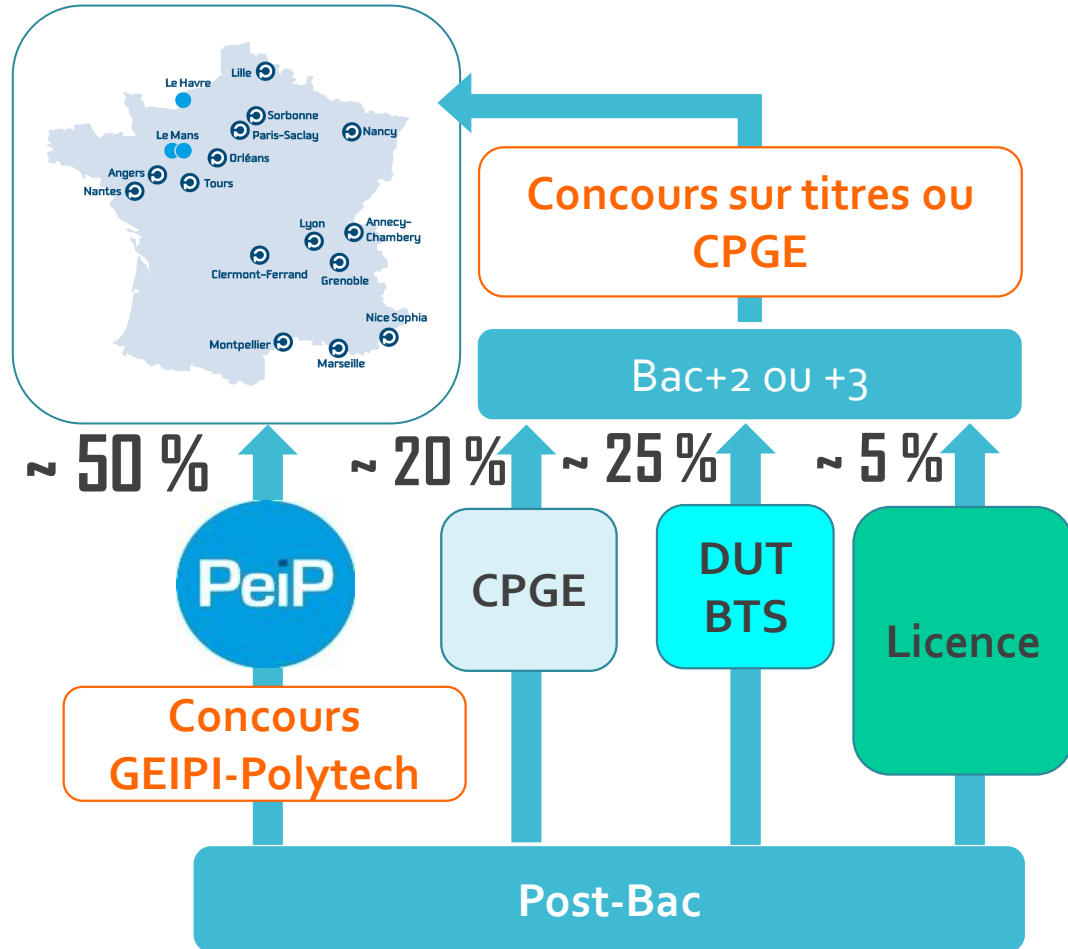 Lille
Le Havre
Sorbonne
Paris-Saclay
Nancy
Le Mans
Orléans
Angers
Tours
Nantes
Lyon
Annecy-
Chambery
Clermont-Ferrand
Grenoble
Nice Sophia
Montpellier
Marseille
Concours sur titres ou
CPGE
Bac+2 ou +3
~ 50 %
~ 20 %
~ 25 %
~ 5 %
PeiP
CPGE
DUT
BTS
Licence
Concours
GEIPI-Polytech
Post-Bac